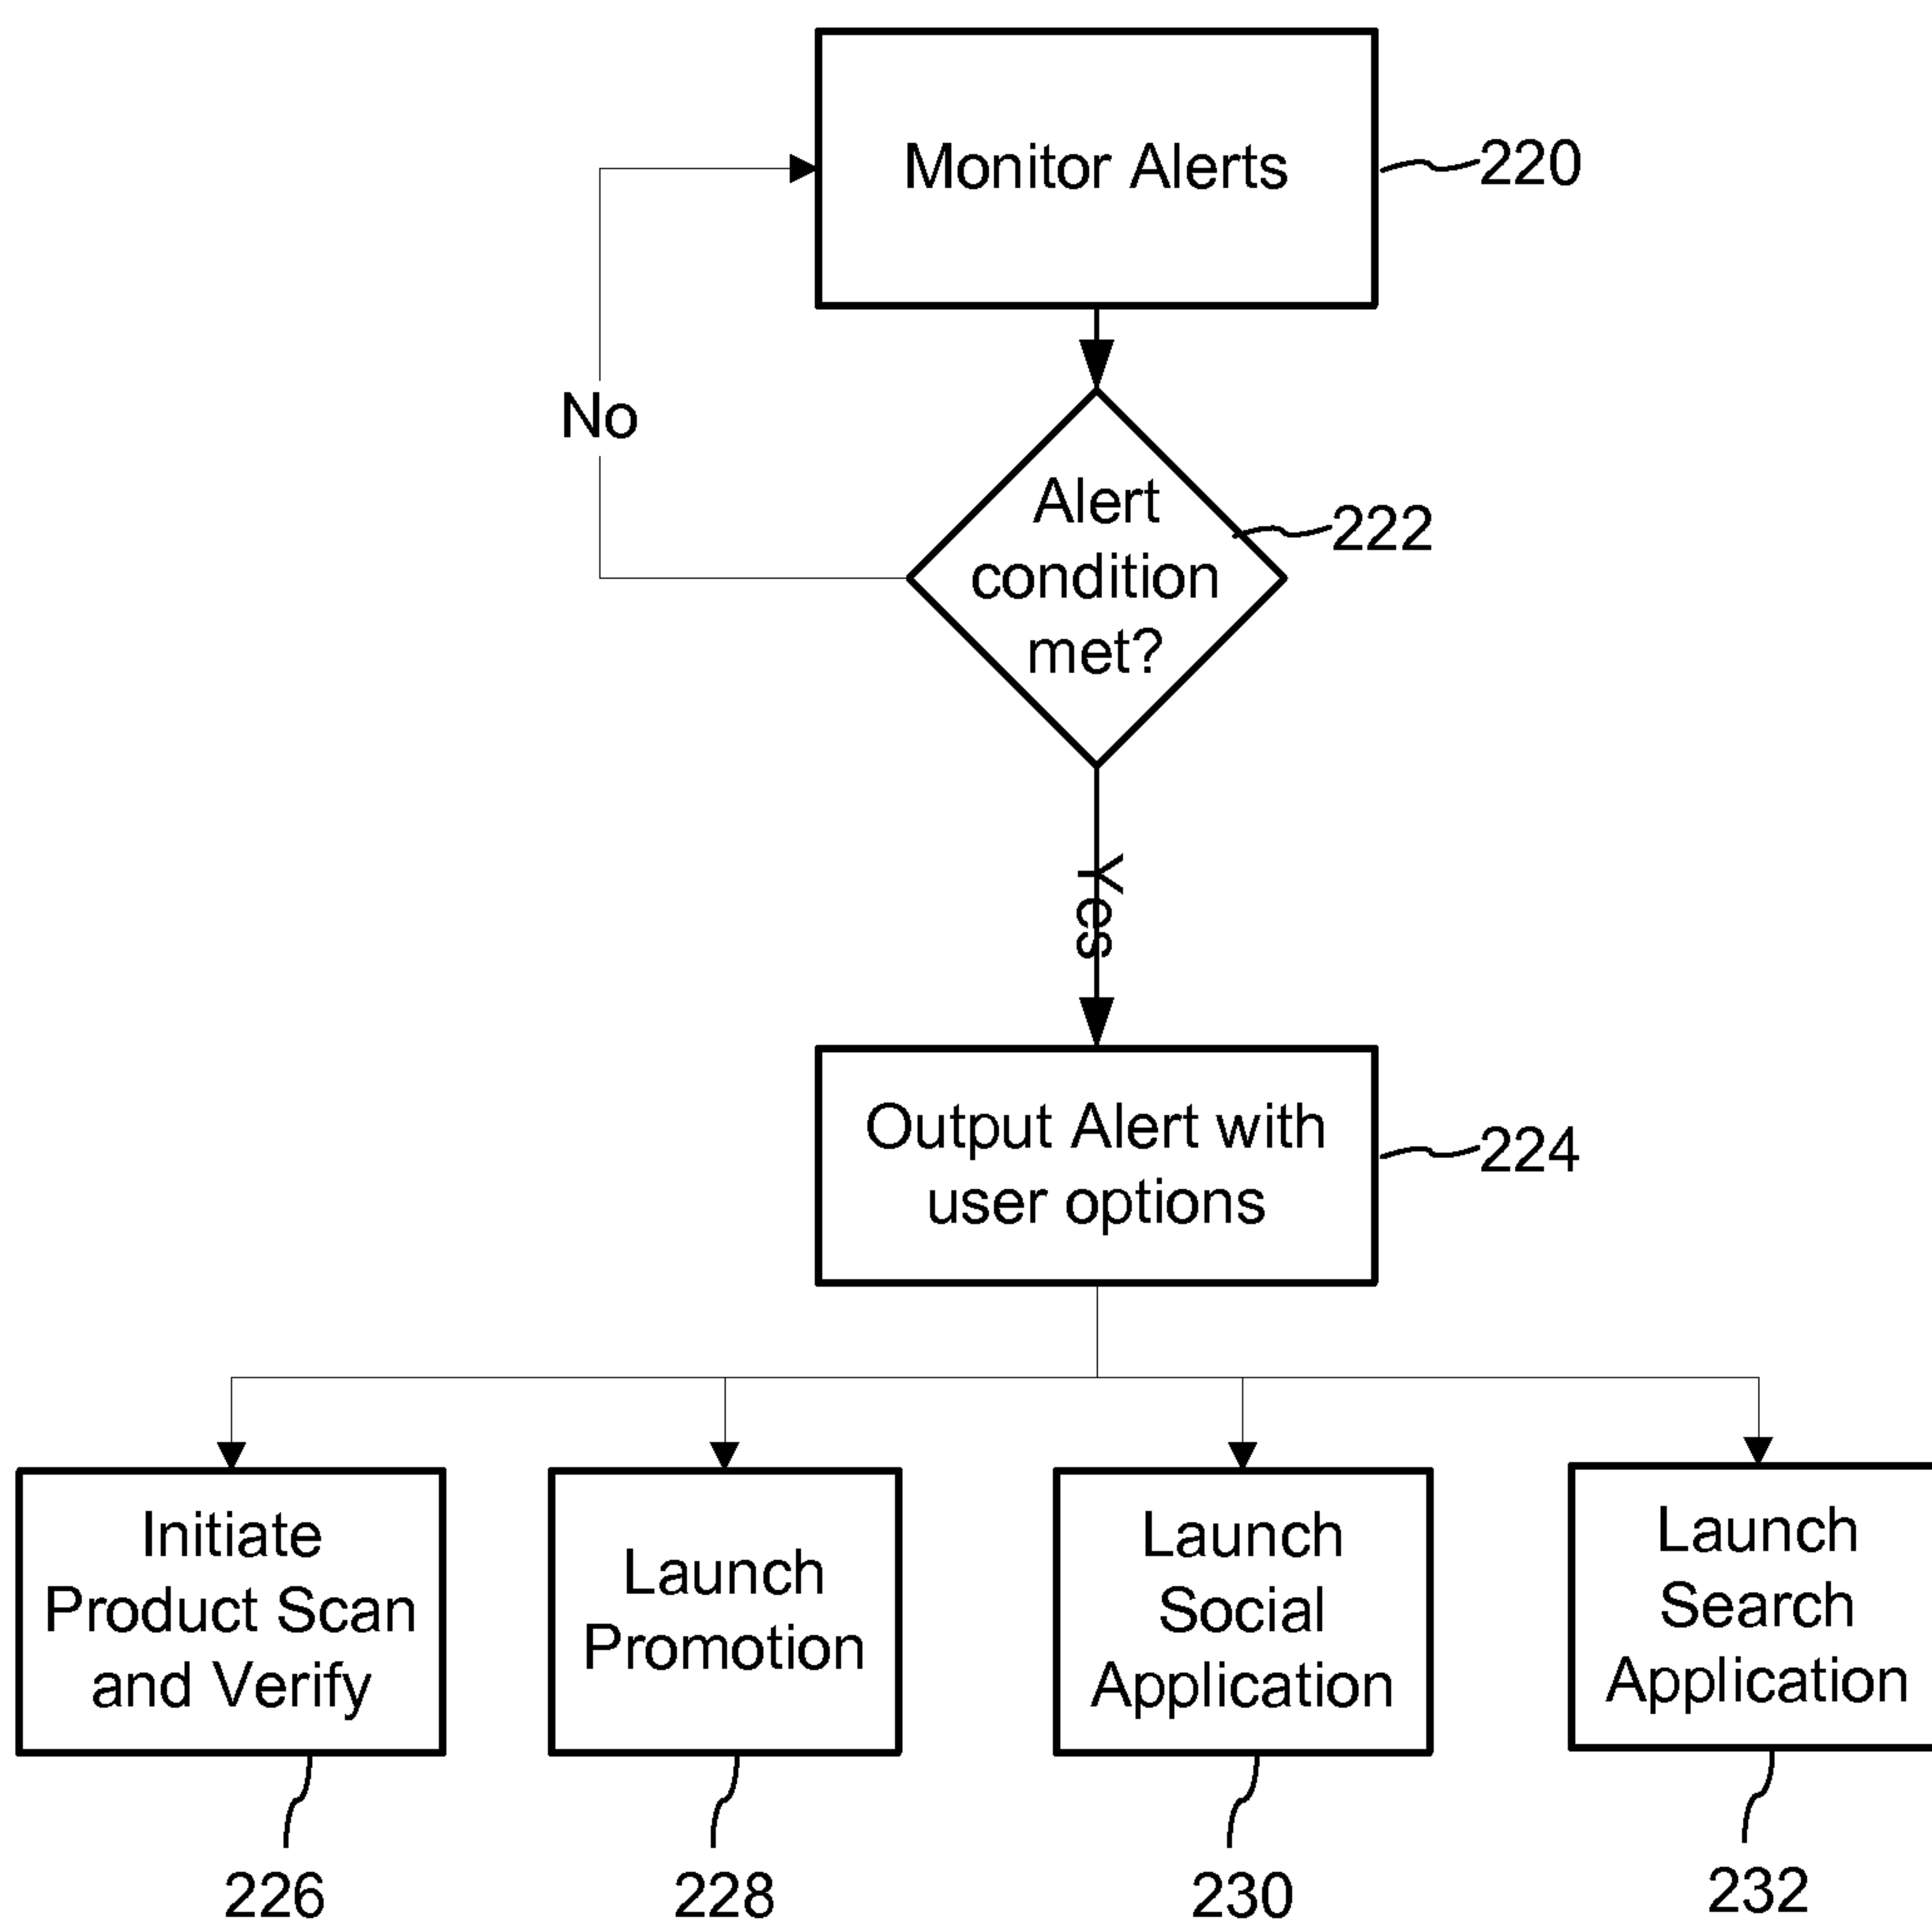 Monitor Alerts
220
No
Alert
condition
met?
222
Yes
Output Alert with
user options
224
Initiate
Product Scan
and Verify
Launch
Promotion
Launch
Social
Application
Launch
Search
Application
226
228
230
232